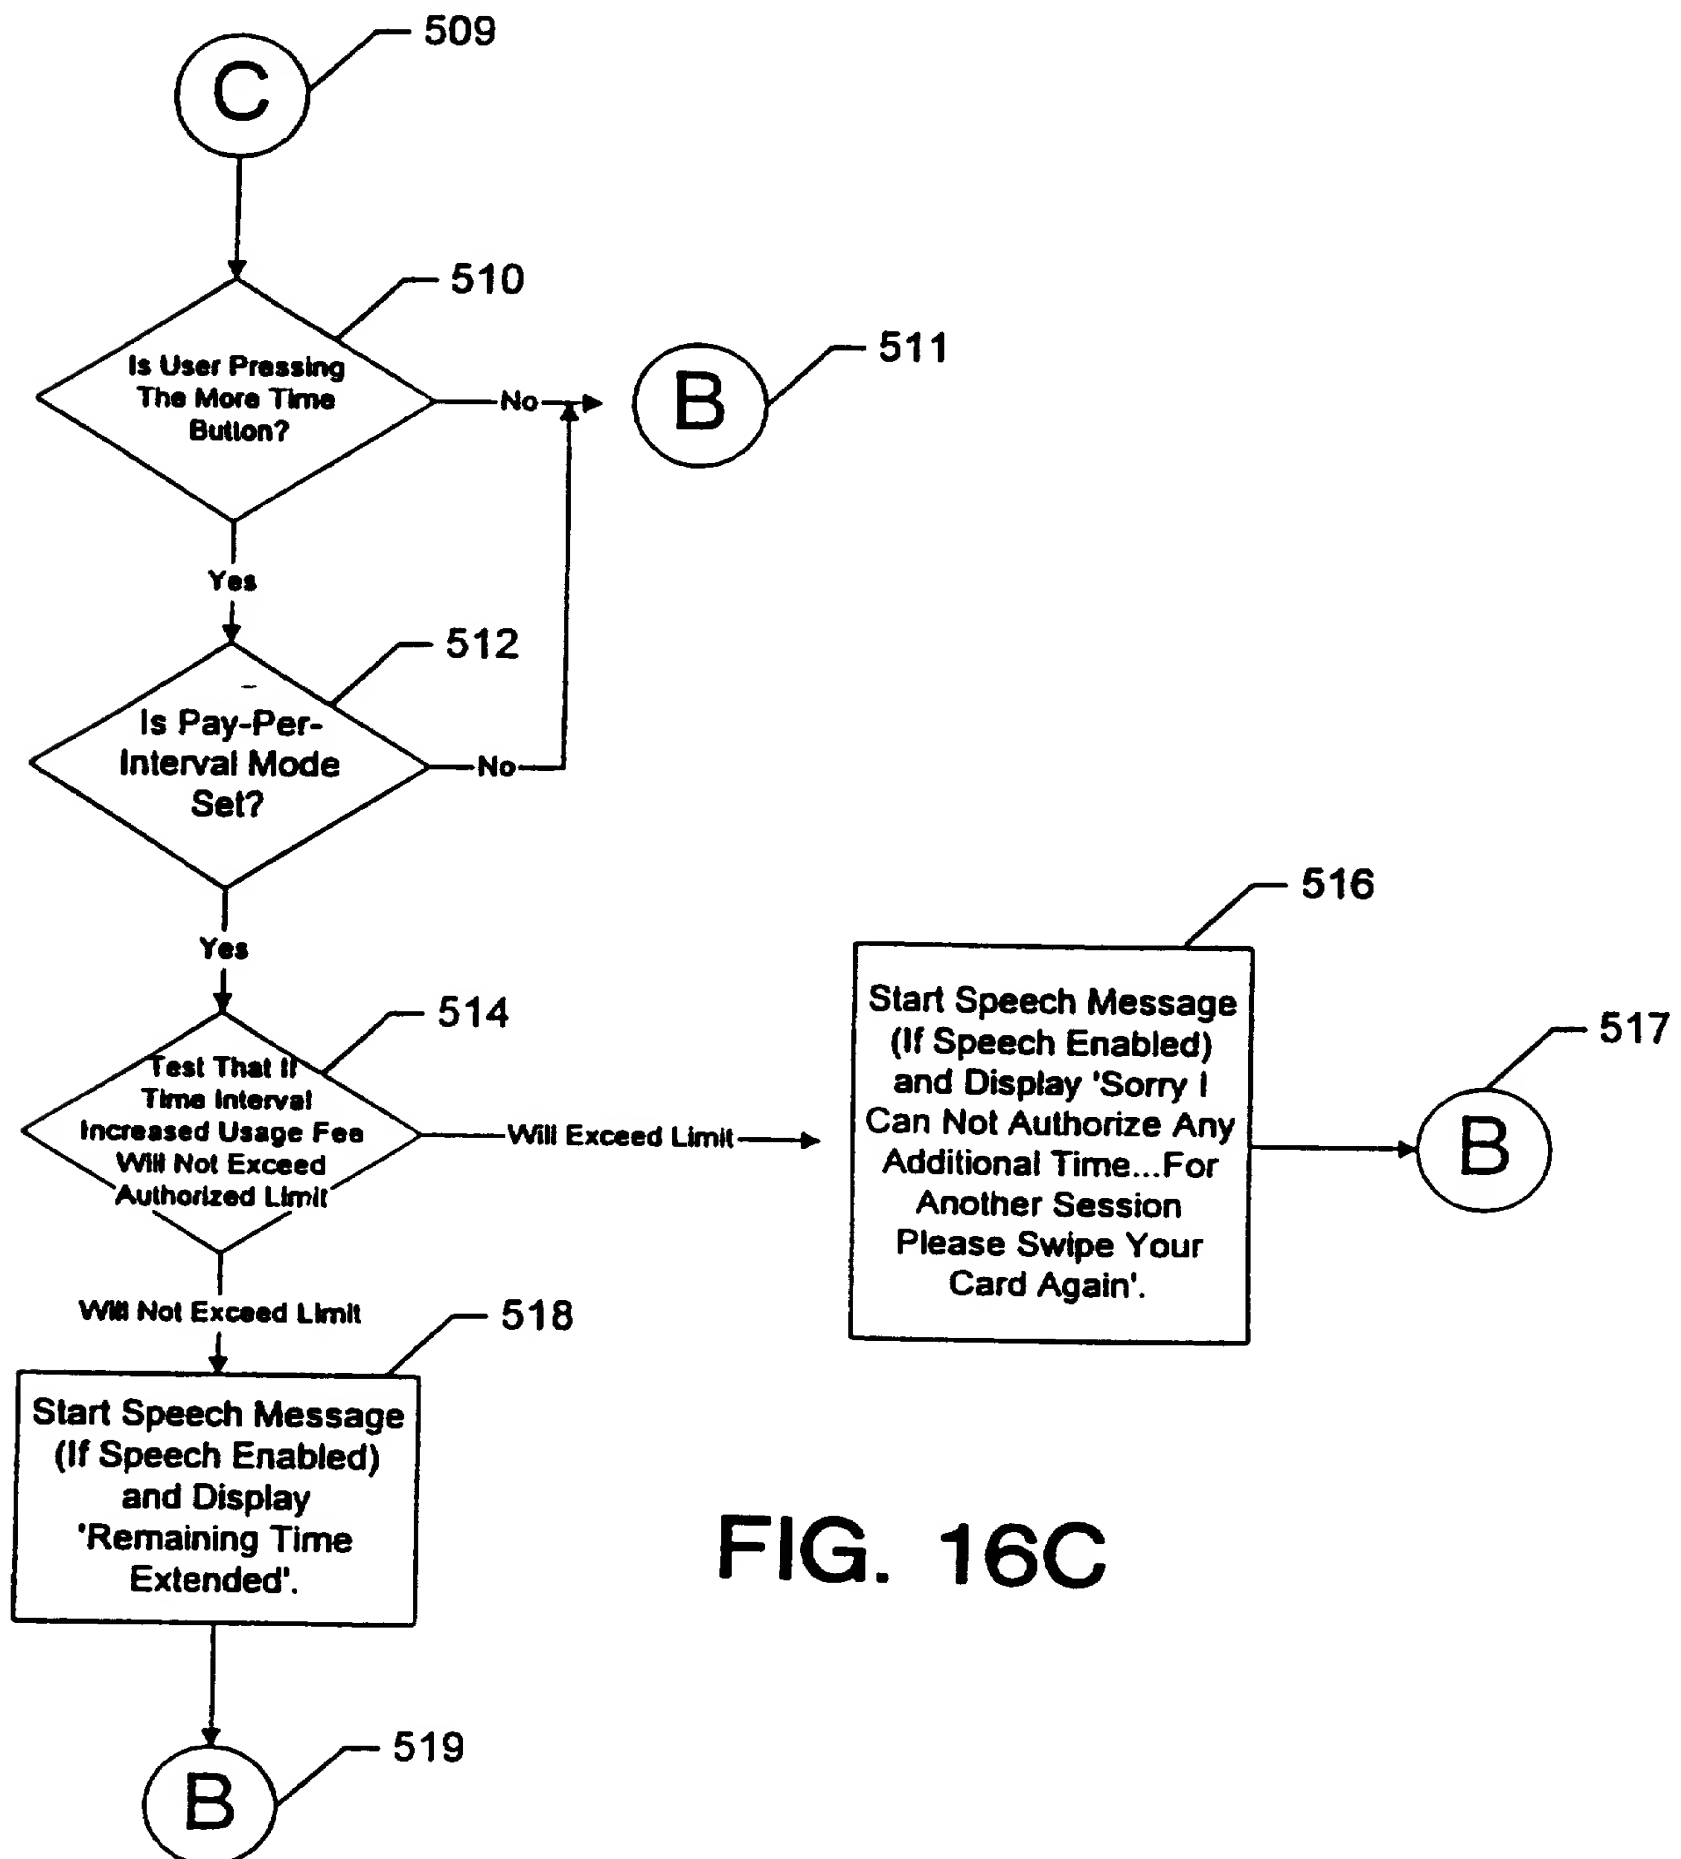 C
509
510
Is User Pressing
The More Time
Button?
No
B
511
Yes
512
Is Pay-Per-
Interval Mode
Set?
No
Yes
514
Test That If
Time Interval
Increased Usage Fee
Will Not Exceed
Authorized Limit
Will Exceed Limit
516
Start Speech Message
(If Speech Enabled)
and Display 'Sorry I
Can Not Authorize Any
Additional Time...For
Another Session
Please Swipe Your
Card Again'.
517
B
Will Not Exceed Limit
518
Start Speech Message
(If Speech Enabled)
and Display
'Remaining Time
Extended'.
FIG. 16C
519
B